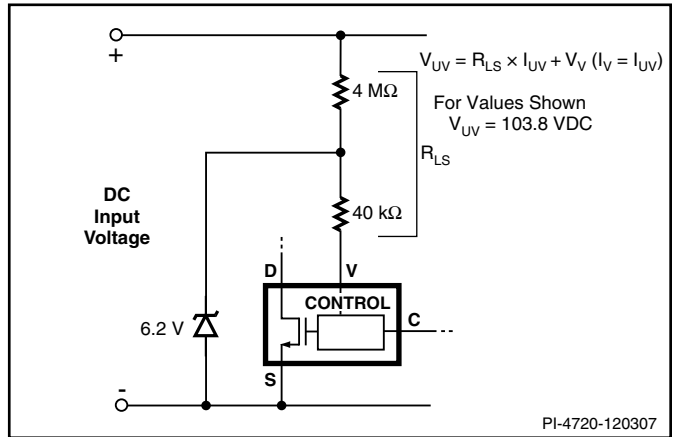 +
V_UV = R_LS × I_UV + V_V (I_V = I_UV)
4 MΩ
For Values Shown
V_UV = 103.8 VDC
R_LS
DC
Input
Voltage
40 kΩ
D
V
CONTROL
C
6.2 V
S
-
PI-4720-120307